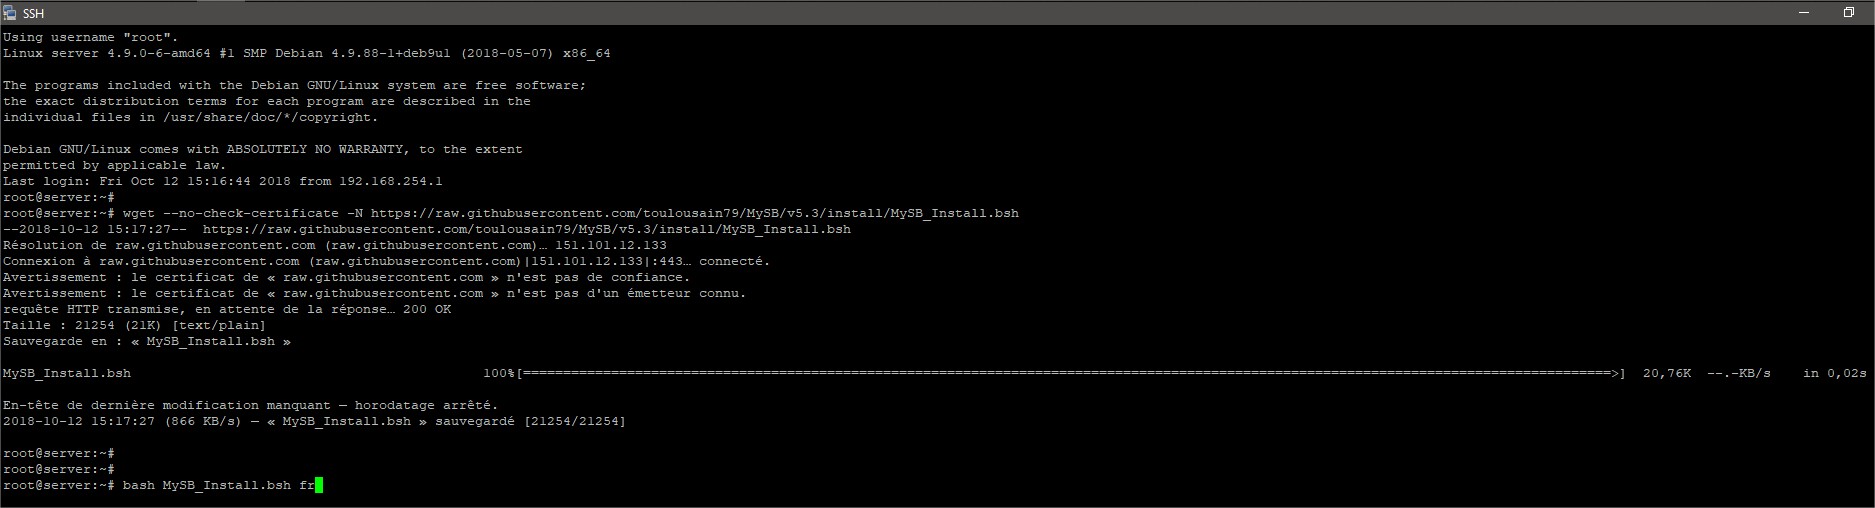 SSH
Using username "root".
Linux server 4.9.0-6-amd64 #1 SMP Debian 4.9.88-1+deb9u1 (2018-05-07) x86_64
The programs included with the Debian GNU/Linux system are free software;
the exact distribution terms for each program are described in the
individual files in /usr/share/doc/*/copyright.
Debian GNU/Linux comes with ABSOLUTELY NO WARRANTY, to the extent
permitted by applicable law.
Last login: Fri Oct 12 15:16:44 2018 from 192.168.254.1
root@server:~#
root@server:~# wget --no-check-certificate -N https://raw.githubusercontent.com/toulousain79/MySB/v5.3/install/MySB_Install.bsh
--2018-10-12 15:17:27--  https://raw.githubusercontent.com/toulousain79/MySB/v5.3/install/MySB_Install.bsh
Résolution de raw.githubusercontent.com (raw.githubusercontent.com)… 151.101.12.133
Connexion à raw.githubusercontent.com (raw.githubusercontent.com)|151.101.12.133|:443… connecté.
Avertissement : le certificat de « raw.githubusercontent.com » n'est pas de confiance.
Avertissement : le certificat de « raw.githubusercontent.com » n'est pas d'un émetteur connu.
requête HTTP transmise, en attente de la réponse… 200 OK
Taille : 21254 (21K) [text/plain]
Sauvegarde en : « MySB_Install.bsh »
MySB_Install.bsh 100%[========================================================================================================================================>] 20,76K --.-KB/s in 0,02s
En-tête de dernière modification manquant — horodatage arrêté.
2018-10-12 15:17:27 (866 KB/s) — « MySB_Install.bsh » sauvegardé [21254/21254]
root@server:~#
root@server:~#
root@server:~# bash MySB_Install.bsh fr